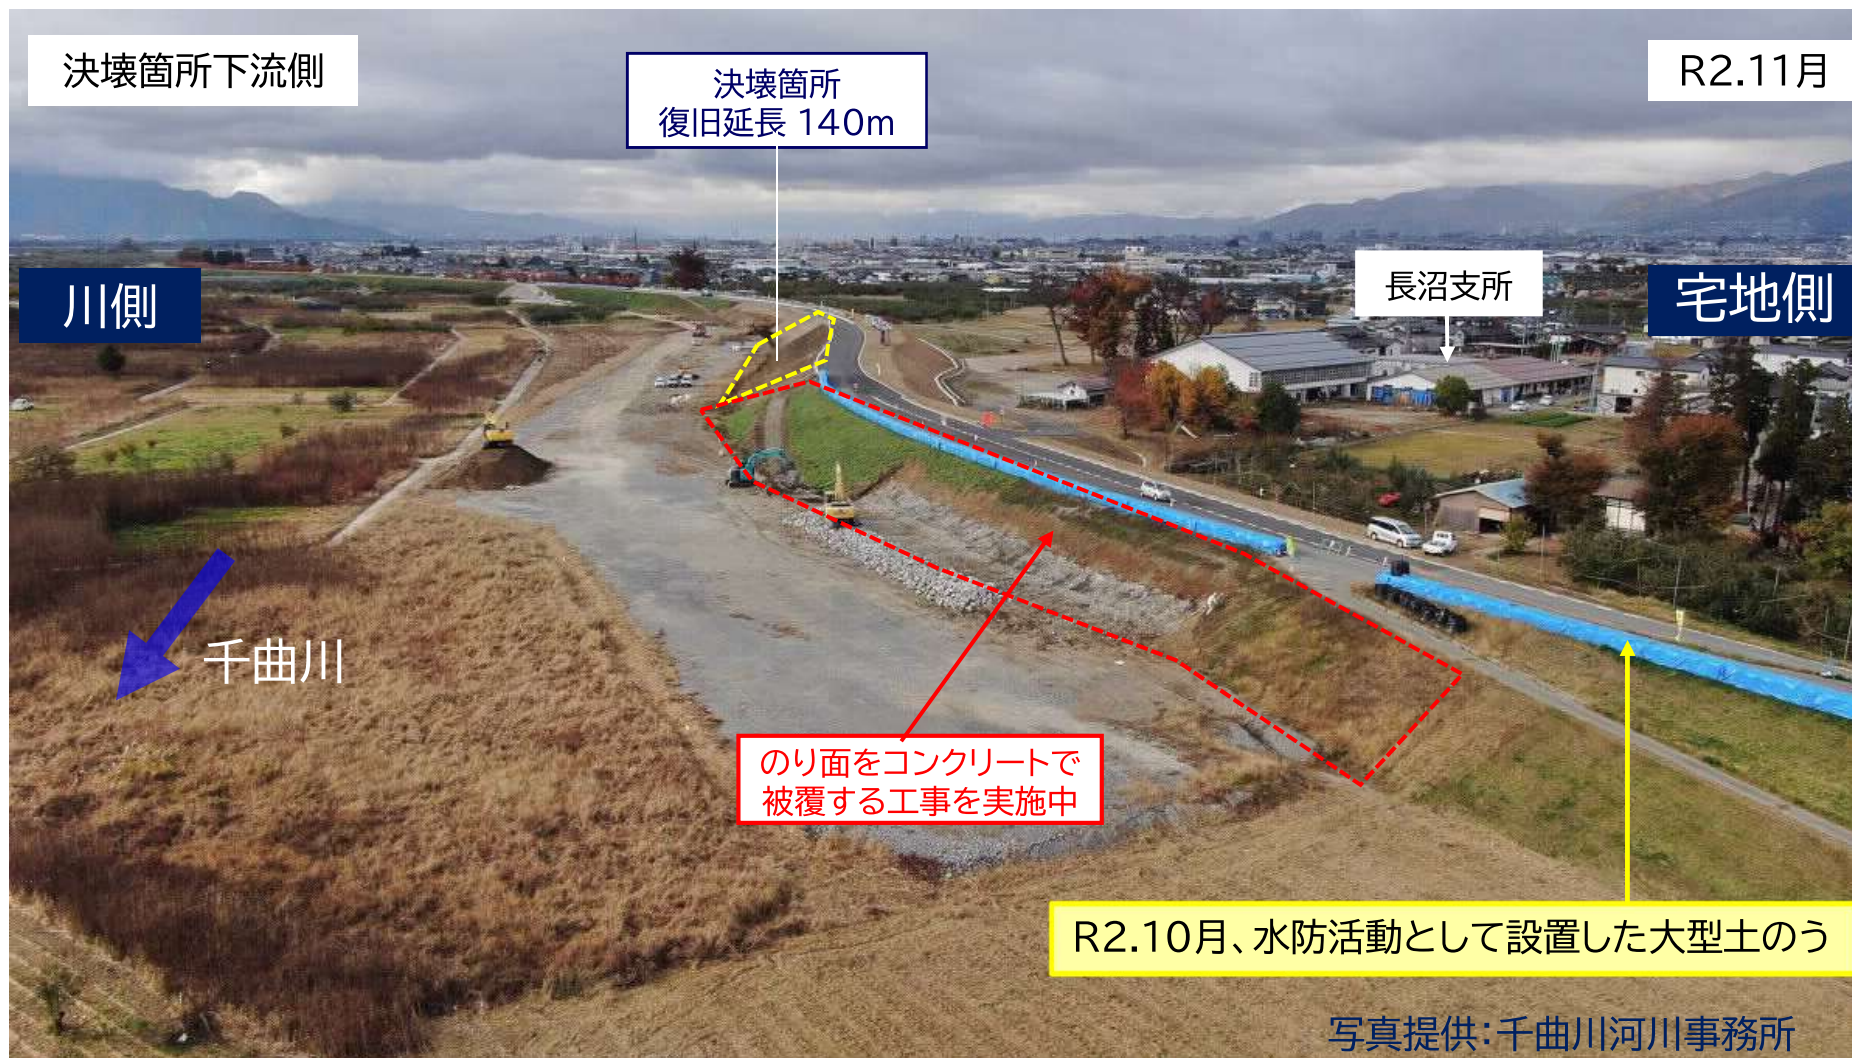 決壊箇所下流側
決壊箇所
復旧延長 140m
R2.11月
川側
長沼支所
宅地側
千曲川
のり面をコンクリートで
被覆する工事を実施中
R2.10月、水防活動として設置した大型土のう
写真提供:千曲川河川事務所